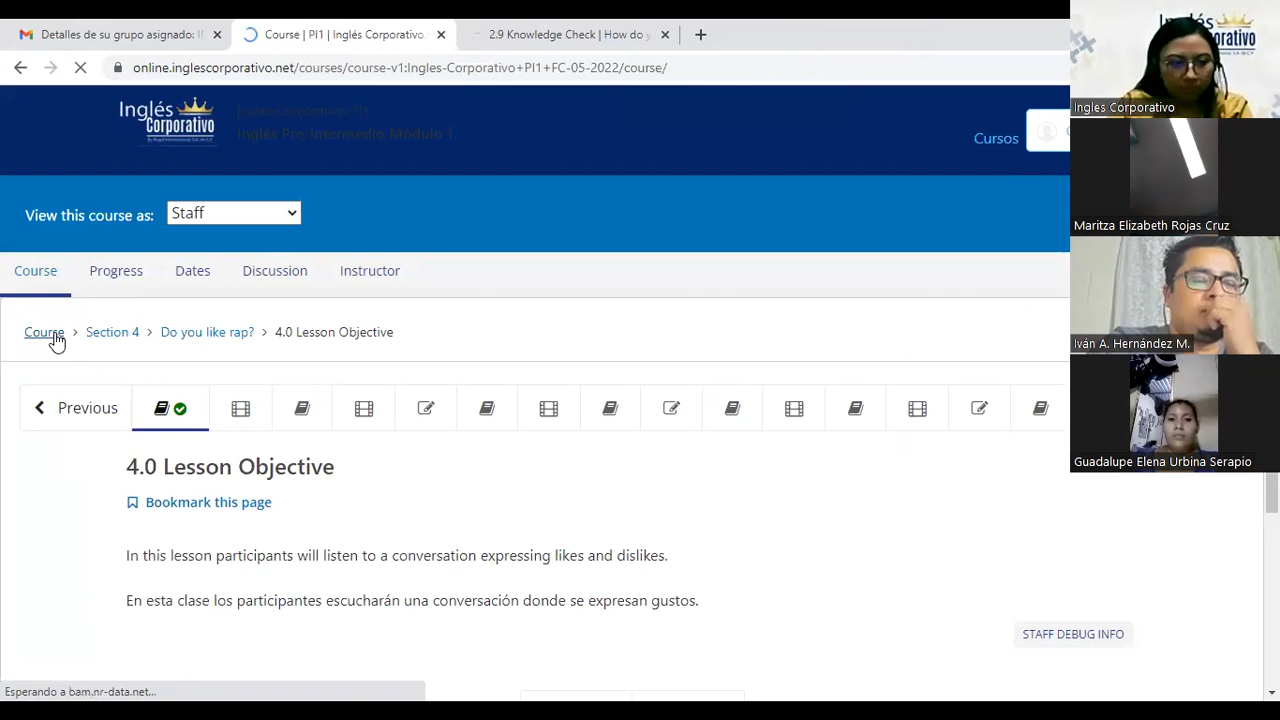 Detalles de su grupo asignado: I
Course | PI1 | Inglés Corporativo
2.9 Knowledge Check | How do
online.inglescorporativo.net/courses/course-v1:Ingles-Corporativo+PI1+FC-05-2022/course/
Inglés
Corporativo
Inglés Pre-Intermedio Módulo 1
Cursos
View this course as:
Staff
Course
Progress
Dates
Discussion
Instructor
Course > Section 4 > Do you like rap? > 4.0 Lesson Objective
Previous
4.0 Lesson Objective
Bookmark this page
In this lesson participants will listen to a conversation expressing likes and dislikes.
En esta clase los participantes escucharán una conversación donde se expresan gustos.
STAFF DEBUG INFO
Esperando a bam.nr-data.net...
Ingles Corporativo
Maritza Elizabeth Rojas Cruz
Iván A. Hernández M.
Guadalupe Elena Urbina Serapio